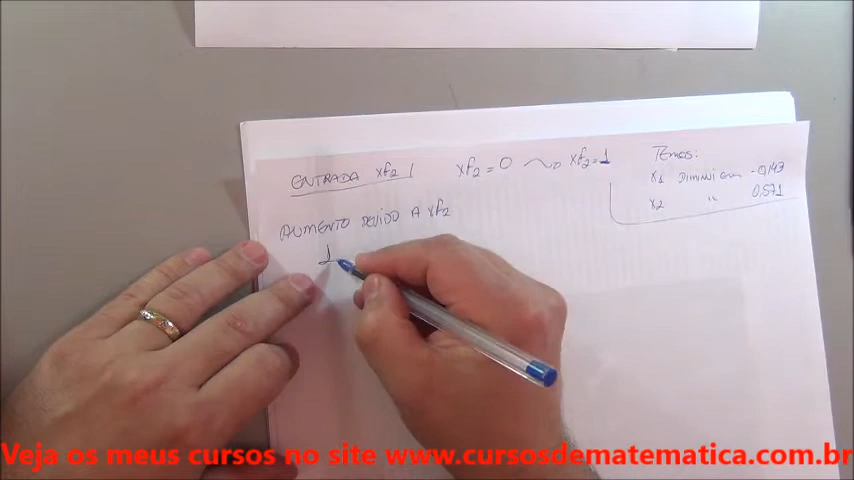 ENTRADA xf2! xf2 = 0 ~> xf2 = 1
TEMOS:
x1 DIMINUI em -0,143
x2 " 0,571
AUMENTO DEVIDO A xf2
1
Veja os meus cursos no site www.cursosdematematica.com.br